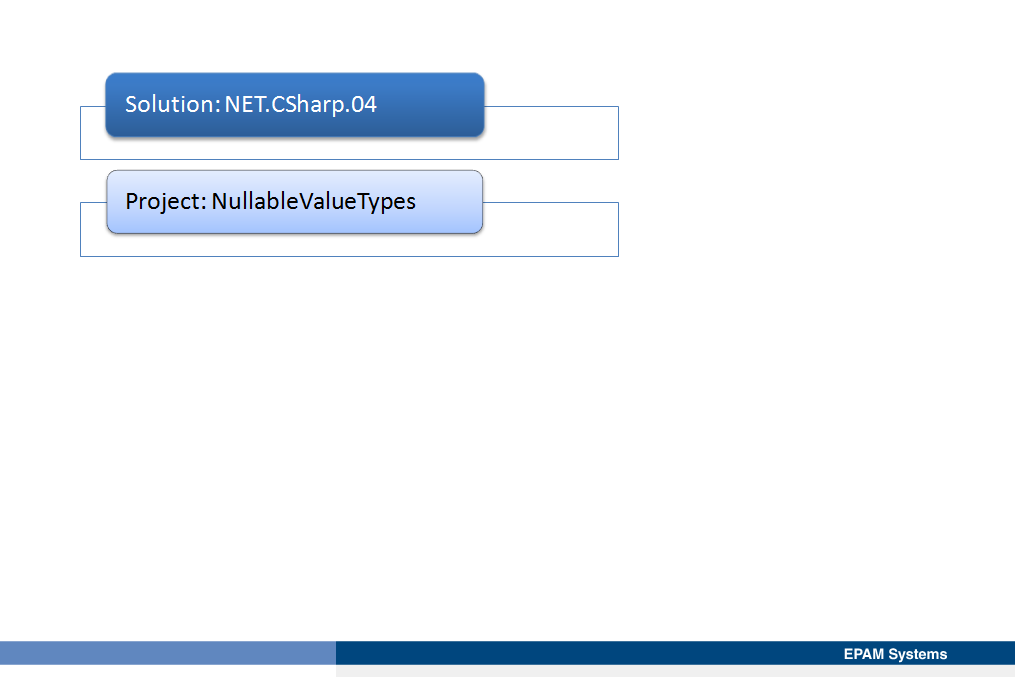 Solution: NET.CSharp.04
Project: NullableValueTypes
EPAM Systems